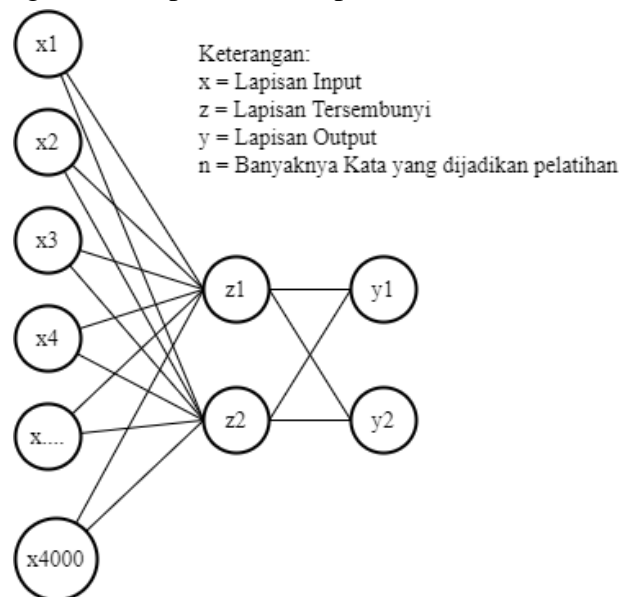 x1
Keterangan:
x = Lapisan Input
z = Lapisan Tersembunyi
y = Lapisan Output
n = Banyaknya Kata yang dijadikan pelatihan
x2
x3
z1
y1
x4
z2
y2
x....
x4000